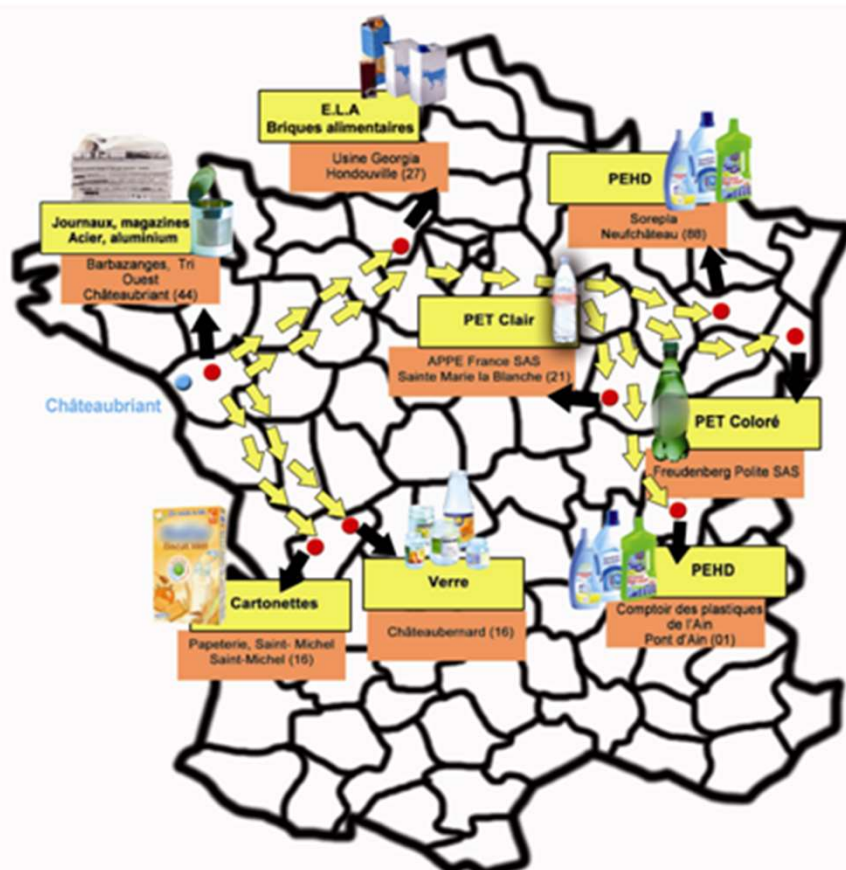 E.L.A
Briques alimentaires
Usine Georgia
Hondouville (27)
PEHD
Sorepla
Neufchâteau (88)
Journaux, magazines
Acier, aluminium
Barbazanges, Tri
Ouest
Châteaubriant (44)
PET Clair
APPE France SAS
Sainte Marie la Blanche (21)
Châteaubriant
PET Coloré
Freudenberg Polite SAS
Cartonettes
Papeterie, Saint- Michel
Saint-Michel (16)
Verre
Châteaubernard (16)
PEHD
Comptoir des plastiques
de l'Ain
Pont d'Ain (01)